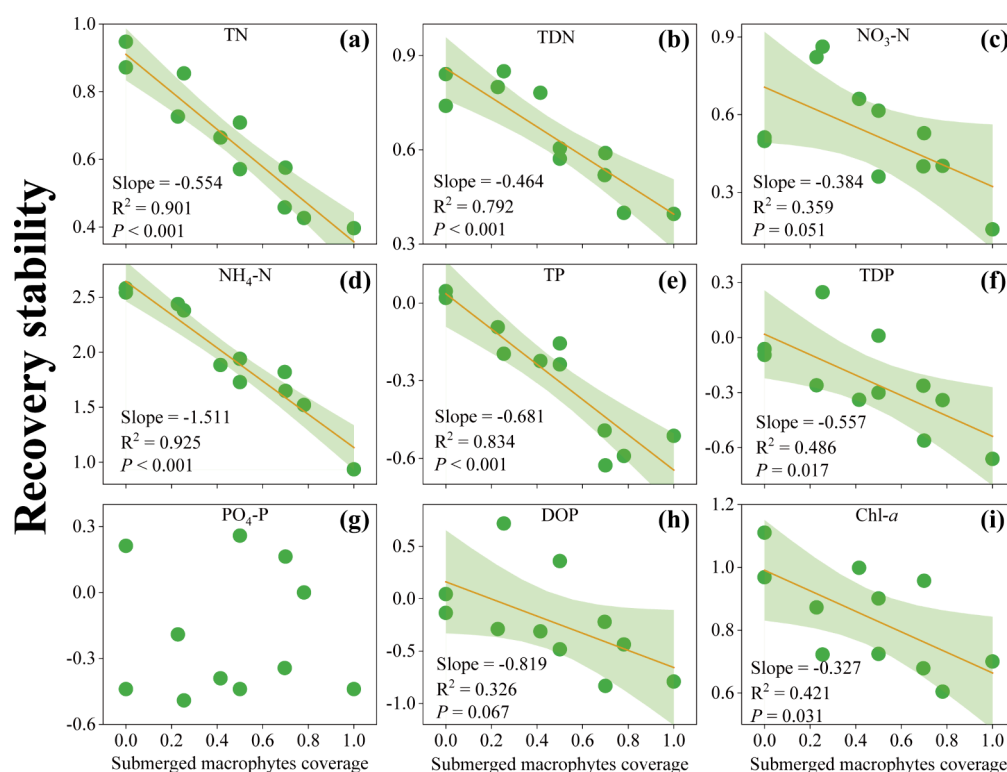 Recovery stability
TN
(a)
1.0
0.8
0.6
0.4
Slope = -0.554
R² = 0.901
P < 0.001
TDN
(b)
0.9
0.6
0.3
Slope = -0.464
R² = 0.792
P < 0.001
NO₃-N
(c)
0.9
0.6
0.3
Slope = -0.384
R² = 0.359
P = 0.051
NH₄-N
(d)
2.5
2.0
1.5
1.0
Slope = -1.511
R² = 0.925
P < 0.001
TP
(e)
0.0
-0.3
-0.6
Slope = -0.681
R² = 0.834
P < 0.001
TDP
(f)
0.3
-0.0
-0.3
-0.6
Slope = -0.557
R² = 0.486
P = 0.017
PO₄-P
(g)
0.3
0.0
-0.3
-0.6
0.0 0.2 0.4 0.6 0.8 1.0
Submerged macrophytes coverage
DOP
(h)
0.5
-0.0
-0.5
-1.0
Slope = -0.819
R² = 0.326
P = 0.067
0.0 0.2 0.4 0.6 0.8 1.0
Submerged macrophytes coverage
Chl-a
(i)
1.2
1.0
0.8
0.6
Slope = -0.327
R² = 0.421
P = 0.031
0.0 0.2 0.4 0.6 0.8 1.0
Submerged macrophytes coverage